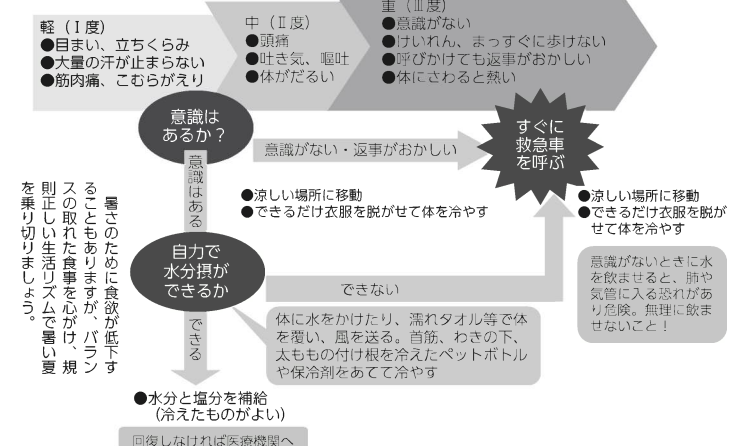 軽（Ⅰ度）
●目まい、立ちくらみ
●大量の汗が止まらない
●筋肉痛、こむらがえり
中（Ⅱ度）
●頭痛
●吐き気、嘔吐
●体がだるい
重（Ⅲ度）
●意識がない
●けいれん、まっすぐに歩けない
●呼びかけても返事がおかしい
●体にさわると熱い
意識は
あるか？
意識がない・返事がおかしい
すぐに
救急車
を呼ぶ
意識はある
●涼しい場所に移動
●できるだけ衣服を脱がせて体を冷やす
●涼しい場所に移動
●できるだけ衣服を脱が
せて体を冷やす
自力で
水分摂が
できるか
できない
意識がないときに水
を飲ませると、肺や
気管に入る恐れがあ
り危険。無理に飲ま
せないこと！
体に水をかけたり、濡れタオル等で体
を覆い、風を送る。首筋、わきの下、
太ももの付け根を冷えたペットボトル
や保冷剤をあてて冷やす
できる
●水分と塩分を補給
（冷えたものがよい）
回復しなければ医療機関へ
暑さのために食欲が低下す
ることもありますが、バラン
スの取れた食事を心がけ、規
則正しい生活リズムで暑い夏
を乗り切りましょう。